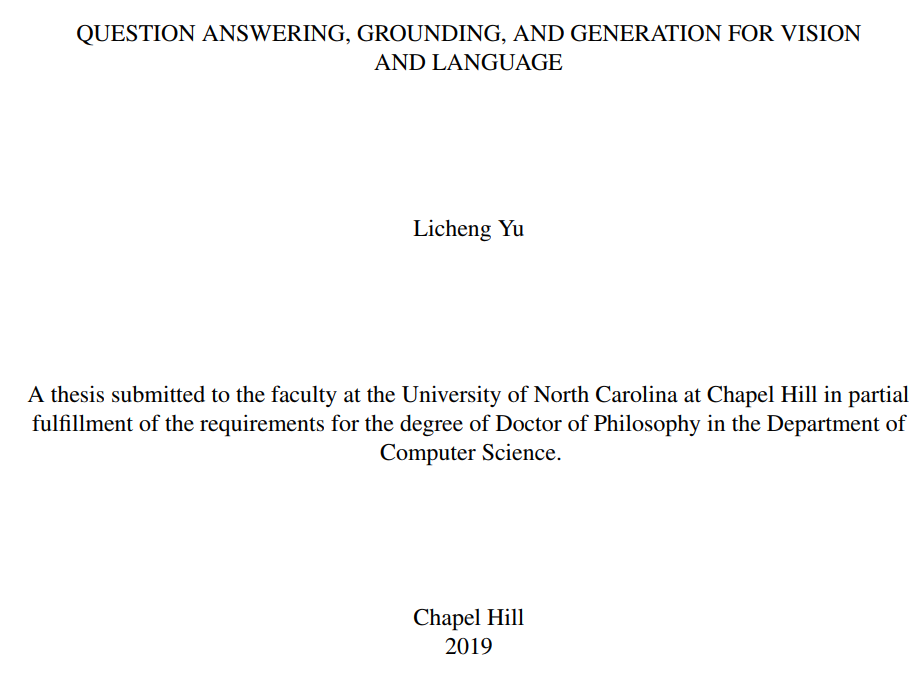 QUESTION ANSWERING, GROUNDING, AND GENERATION FOR VISION
AND LANGUAGE
Licheng Yu
A thesis submitted to the faculty at the University of North Carolina at Chapel Hill in partial
fulfillment of the requirements for the degree of Doctor of Philosophy in the Department of
Computer Science.
Chapel Hill
2019